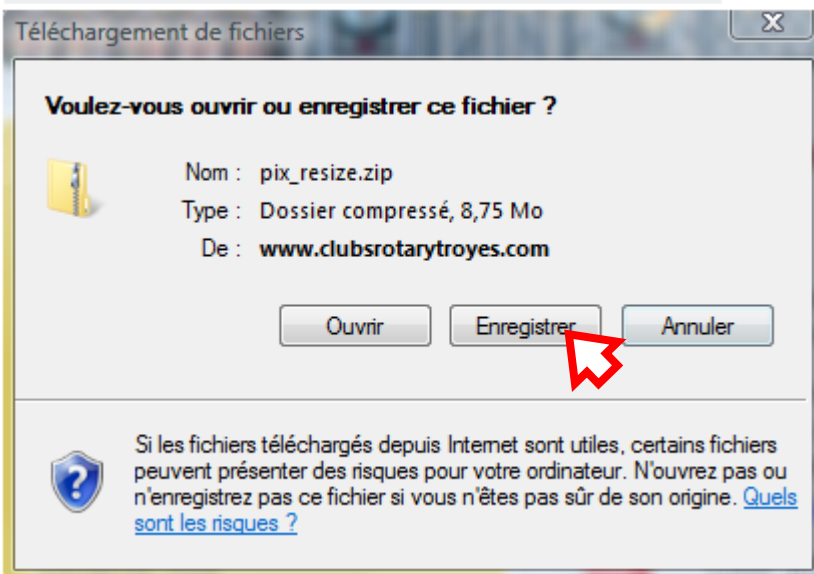 Téléchargement de fichiers
Voulez-vous ouvrir ou enregistrer ce fichier ?
Nom : pix_resize.zip
Type : Dossier compressé, 8,75 Mo
De : www.clubsrotarytroyes.com
Ouvrir Enregistrer Annuler
Si les fichiers téléchargés depuis Internet sont utiles, certains fichiers
peuvent présenter des risques pour votre ordinateur. N'ouvrez pas ou
n'enregistrez pas ce fichier si vous n'êtes pas sûr de son origine. Quels
sont les risques ?